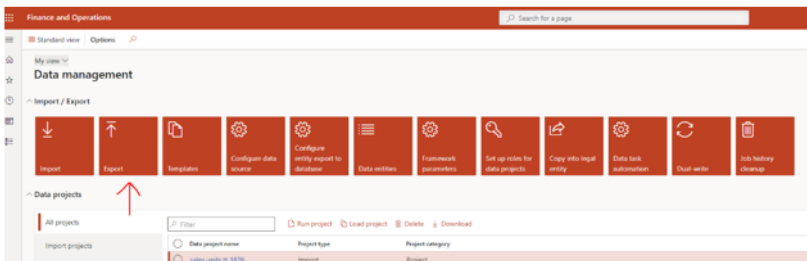 Finance and Operations
Search for a page
Standard view Options
My view
Data management
Import / Export
Import
Export
Templates
Configure data source
Configure entity export to database
Data entities
Framework parameters
Set up roles for data projects
Copy into legal entity
Data task automation
Dual-write
Job history cleanup
Data projects
All projects
Filter
Run project Load project Delete Download
Import projects
Data project name Project type Project category
Import Project